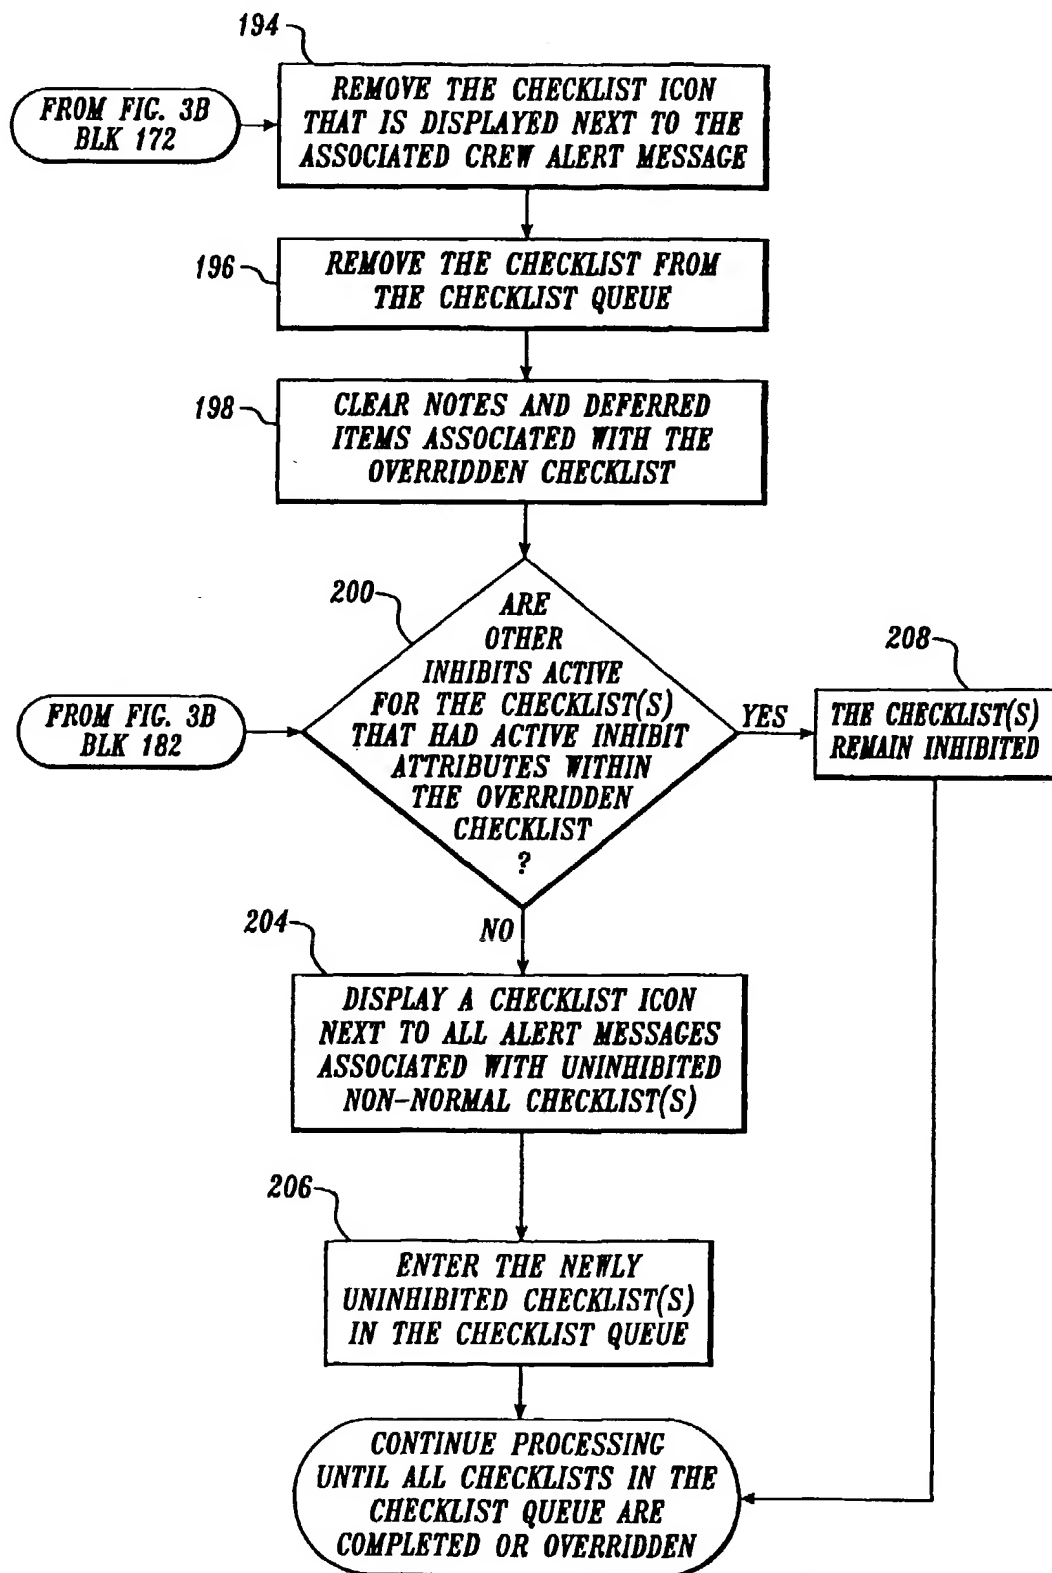 194
REMOVE THE CHECKLIST ICON
THAT IS DISPLAYED NEXT TO THE
ASSOCIATED CREW ALERT MESSAGE
FROM FIG. 3B
BLK 172
196
REMOVE THE CHECKLIST FROM
THE CHECKLIST QUEUE
198
CLEAR NOTES AND DEFERRED
ITEMS ASSOCIATED WITH THE
OVERRIDDEN CHECKLIST
200
ARE
OTHER
INHIBITS ACTIVE
FOR THE CHECKLIST(S)
THAT HAD ACTIVE INHIBIT
ATTRIBUTES WITHIN
THE OVERRIDDEN
CHECKLIST
?
FROM FIG. 3B
BLK 182
YES
208
THE CHECKLIST(S)
REMAIN INHIBITED
NO
204
DISPLAY A CHECKLIST ICON
NEXT TO ALL ALERT MESSAGES
ASSOCIATED WITH UNINHIBITED
NON-NORMAL CHECKLIST(S)
206
ENTER THE NEWLY
UNINHIBITED CHECKLIST(S)
IN THE CHECKLIST QUEUE
CONTINUE PROCESSING
UNTIL ALL CHECKLISTS IN THE
CHECKLIST QUEUE ARE
COMPLETED OR OVERRIDDEN